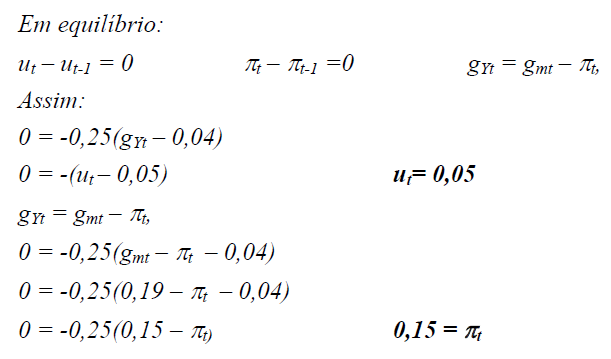 Em equilíbrio:
uₜ – uₜ₋₁ = 0 πₜ – πₜ₋₁ =0 gYₜ = gmₜ – πₜ,
Assim:
0 = -0,25(gYₜ – 0,04)
0 = -(uₜ – 0,05) uₜ= 0,05
gYₜ = gmₜ – πₜ,
0 = -0,25(gmₜ – πₜ – 0,04)
0 = -0,25(0,19 – πₜ – 0,04)
0 = -0,25(0,15 – πₜ) 0,15 = πₜ